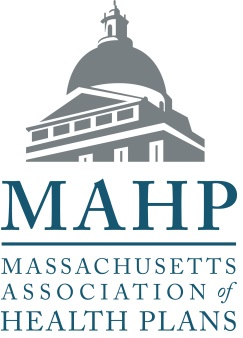 MAHP
MASSACHUSETTS
ASSOCIATION of
HEALTH PLANS